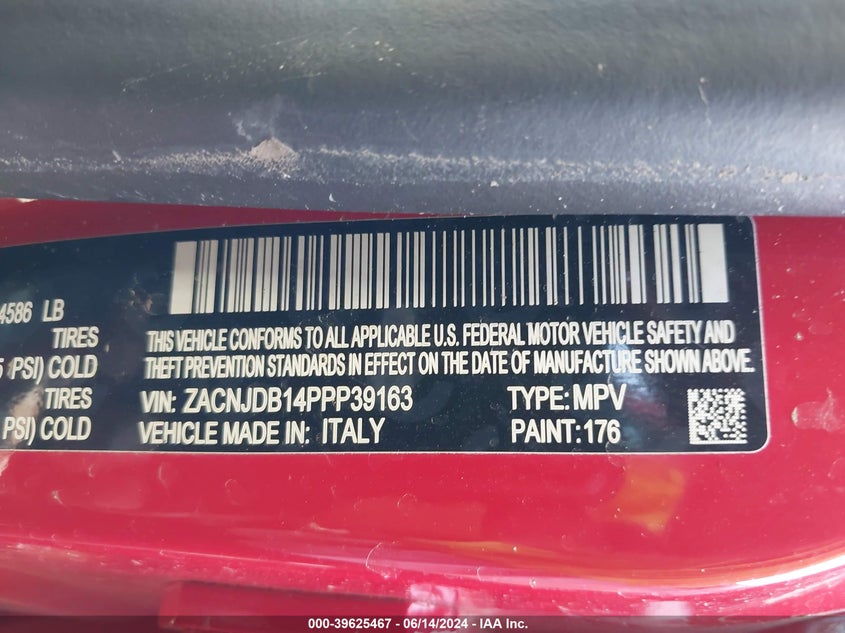 4586 LB
TIRES
PSI) COLD
TIRES
PSI) COLD
THIS VEHICLE CONFORMS TO ALL APPLICABLE U.S. FEDERAL MOTOR VEHICLE SAFETY AND
THEFT PREVENTION STANDARDS IN EFFECT ON THE DATE OF MANUFACTURE SHOWN ABOVE.
VIN: ZACNJDB14PPP39163 TYPE: MPV
VEHICLE MADE IN: ITALY PAINT: 176
000-39625467 - 06/14/2024 - IAA Inc.